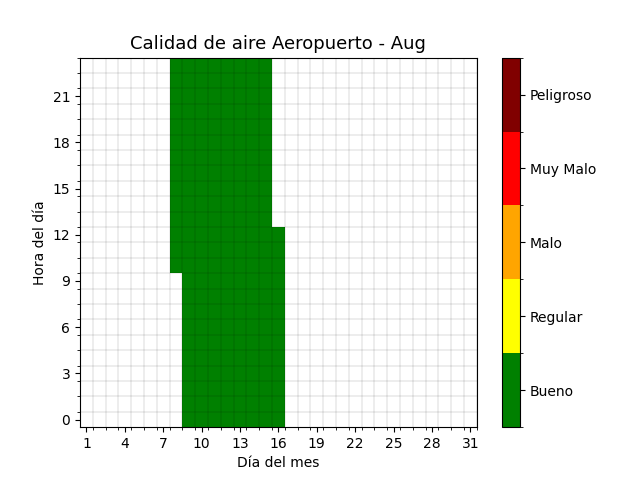 Calidad de aire Aeropuerto - Aug
21
18
15
12
9
6
3
0
Hora del día
1 4 7 10 13 16 19 22 25 28 31
Día del mes
Peligroso
Muy Malo
Malo
Regular
Bueno